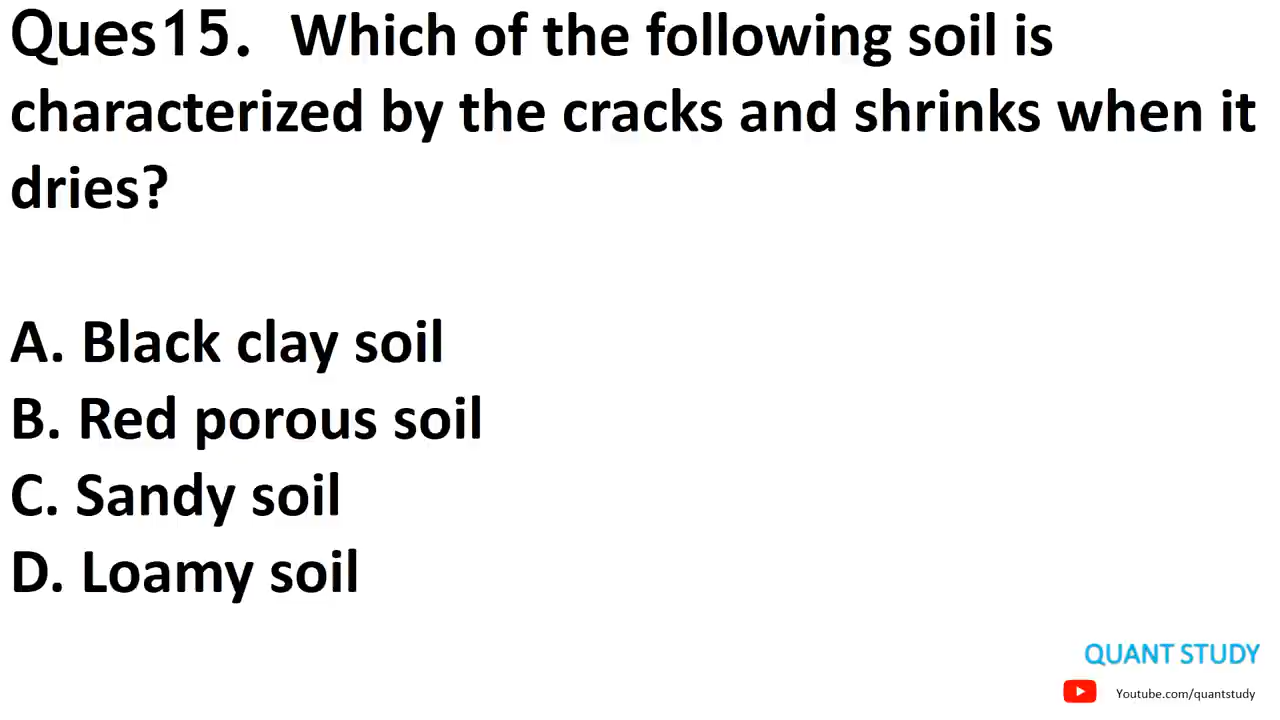 Ques15. Which of the following soil is
characterized by the cracks and shrinks when it
dries?
A. Black clay soil
B. Red porous soil
C. Sandy soil
D. Loamy soil
QUANT STUDY
Youtube.com/quantstudy